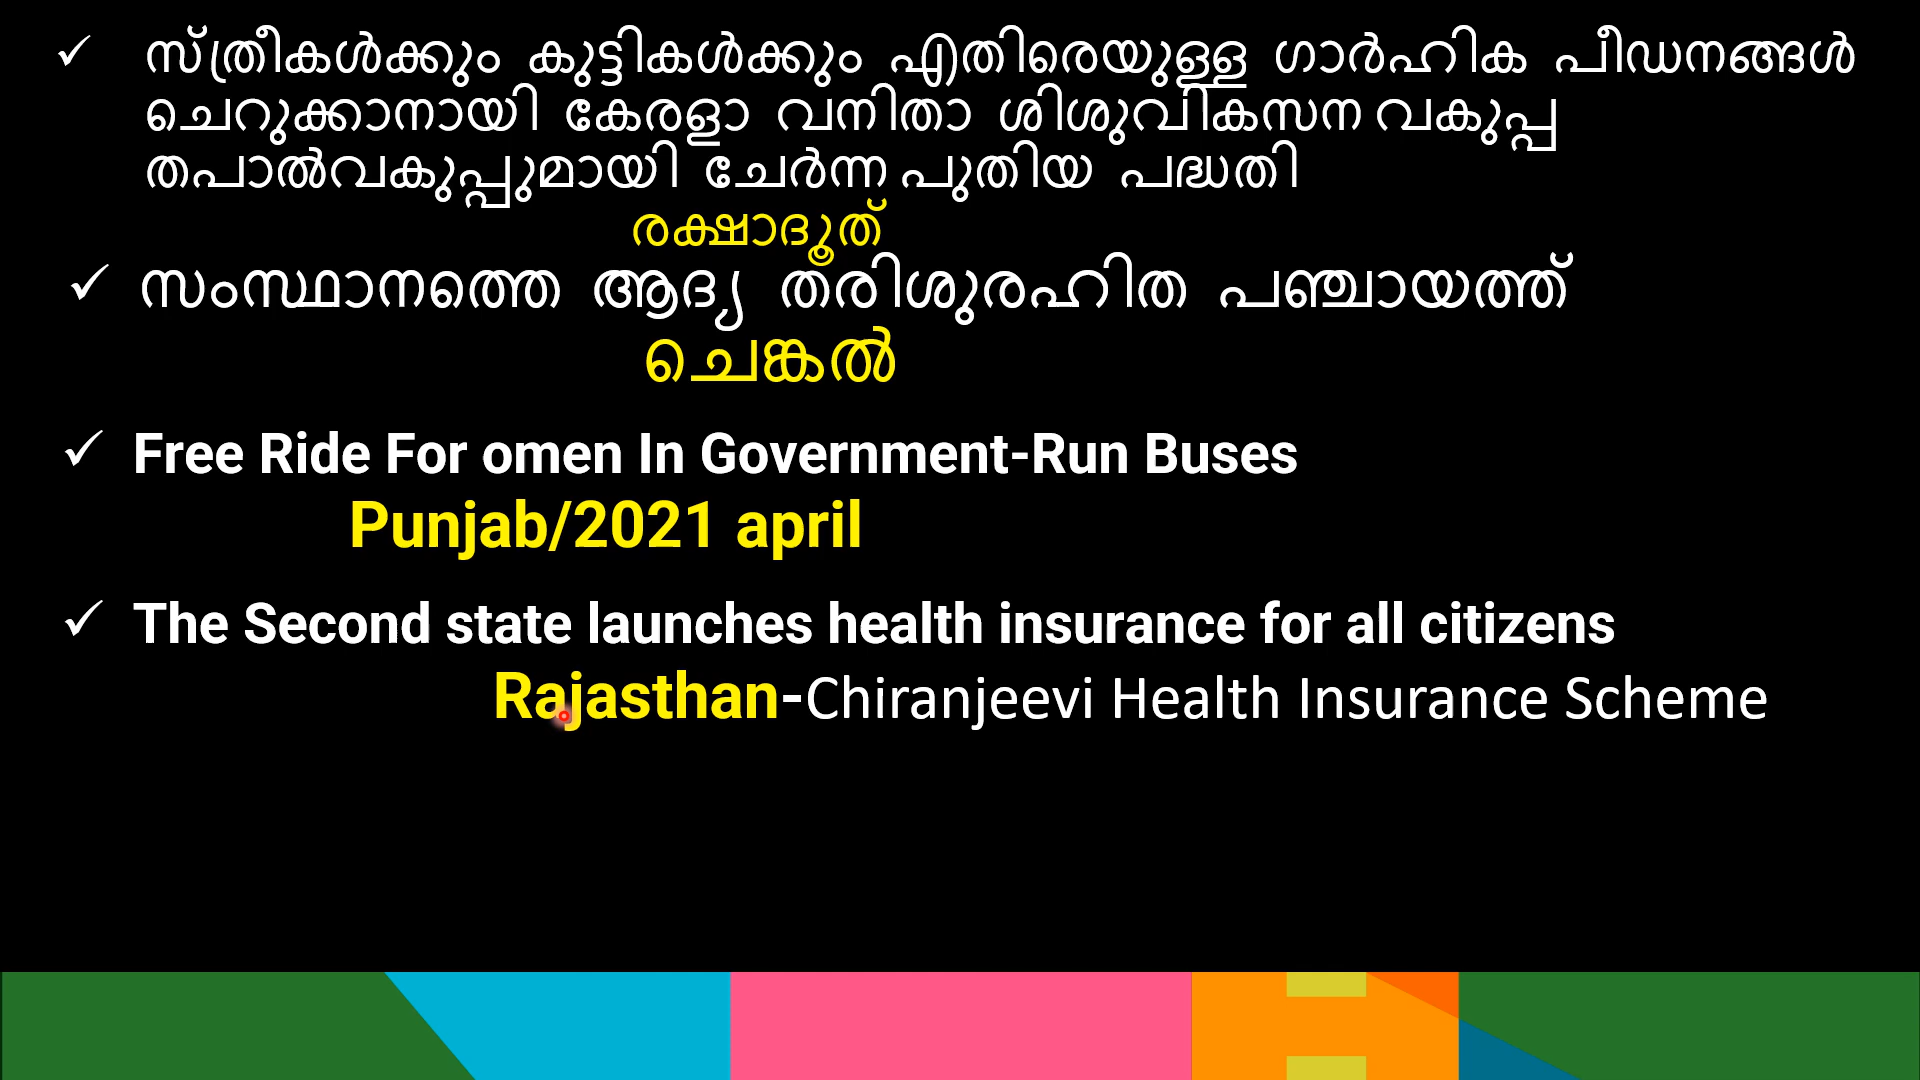 സ്ത്രീകൾക്കും കുട്ടികൾക്കും എതിരെയുള്ള ഗാർഹിക പീഡനങ്ങൾ
ചെറുക്കാനായി കേരളാ വനിതാ ശിശുവികസന വകുപ്പ
തപാൽവകുപ്പുമായി ചേർന്ന പുതിയ പദ്ധതി
രക്ഷാദൂത്
സംസ്ഥാനത്തെ ആദ്യ തരിശുരഹിത പഞ്ചായത്ത്
ചെങ്കൽ
Free Ride For omen In Government-Run Buses
Punjab/2021 april
The Second state launches health insurance for all citizens
Rajasthan-Chiranjeevi Health Insurance Scheme